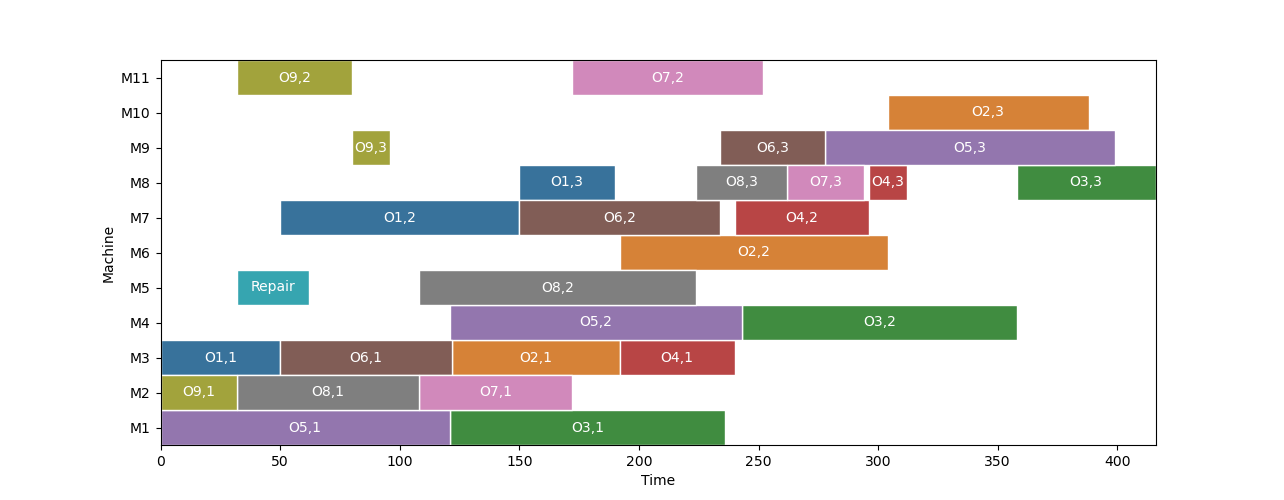 M11 O9,2 O7,2
M10 O2,3
M9 O9,3 O6,3 O5,3
M8 O1,3 O8,3 O7,3 O4,3 O3,3
M7 O1,2 O6,2 O4,2
M6 O2,2
M5 Repair O8,2
M4 O5,2 O3,2
M3 O1,1 O6,1 O2,1 O4,1
M2 O9,1 O8,1 O7,1
M1 O5,1 O3,1
Machine
0 50 100 150 200 250 300 350 400
Time